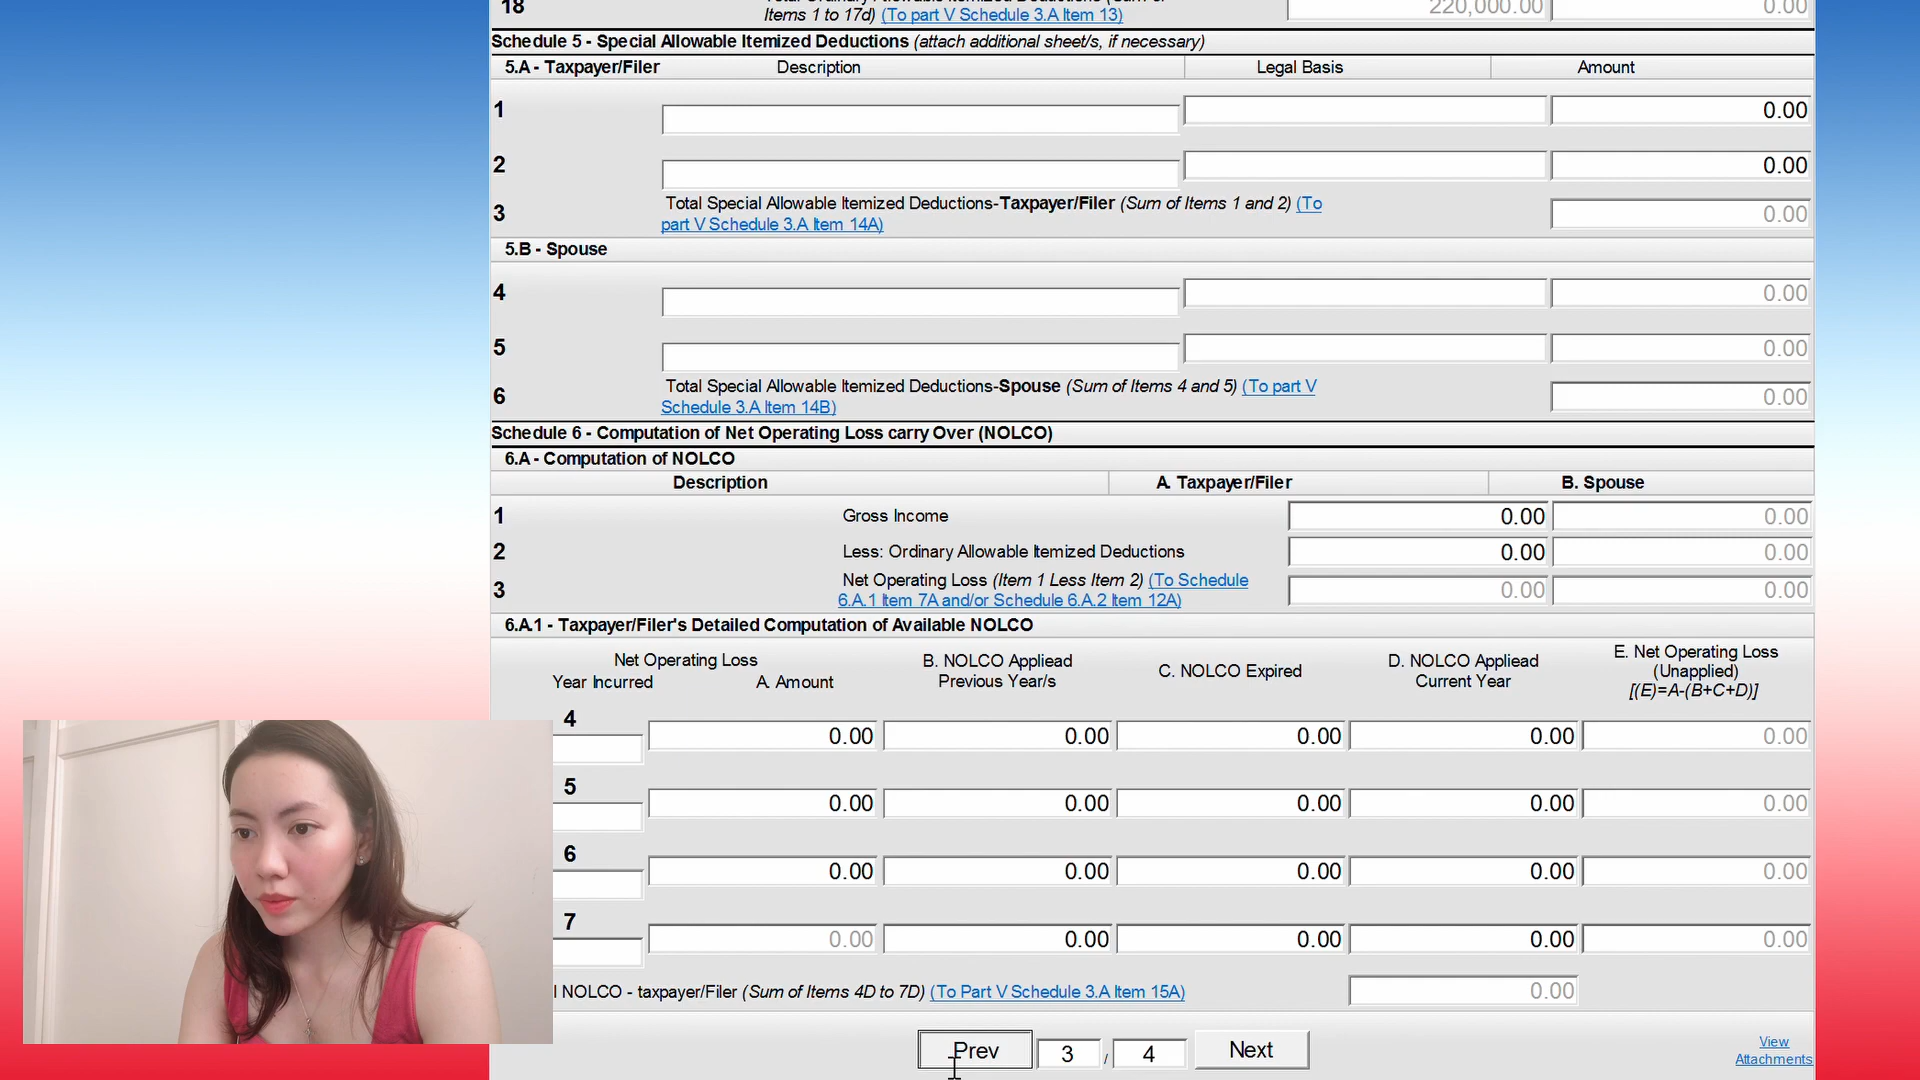 18
Items 1 to 17d) (To part V Schedule 3.A Item 13)
220,000.00 0.00
Schedule 5 - Special Allowable Itemized Deductions (attach additional sheet/s, if necessary)
5.A - Taxpayer/Filer Description Legal Basis Amount
1 0.00
2 0.00
3 Total Special Allowable Itemized Deductions-Taxpayer/Filer (Sum of Items 1 and 2) (To
part V Schedule 3.A Item 14A) 0.00
5.B - Spouse
4 0.00
5 0.00
6 Total Special Allowable Itemized Deductions-Spouse (Sum of Items 4 and 5) (To part V
Schedule 3.A Item 14B) 0.00
Schedule 6 - Computation of Net Operating Loss carry Over (NOLCO)
6.A - Computation of NOLCO
Description A. Taxpayer/Filer B. Spouse
1 Gross Income 0.00 0.00
2 Less: Ordinary Allowable Itemized Deductions 0.00 0.00
3 Net Operating Loss (Item 1 Less Item 2) (To Schedule
6.A.1 Item 7A and/or Schedule 6.A.2 Item 12A) 0.00 0.00
6.A.1 - Taxpayer/Filer's Detailed Computation of Available NOLCO
Net Operating Loss
Year Incurred A. Amount
B. NOLCO Appliead
Previous Year/s
C. NOLCO Expired
D. NOLCO Appliead
Current Year
E. Net Operating Loss
(Unapplied)
[(E)=A-(B+C+D)]
4 0.00 0.00 0.00 0.00 0.00
5 0.00 0.00 0.00 0.00 0.00
6 0.00 0.00 0.00 0.00 0.00
7 0.00 0.00 0.00 0.00 0.00
l NOLCO - taxpayer/Filer (Sum of Items 4D to 7D) (To Part V Schedule 3.A Item 15A) 0.00
Prev 3 / 4 Next
View
Attachments